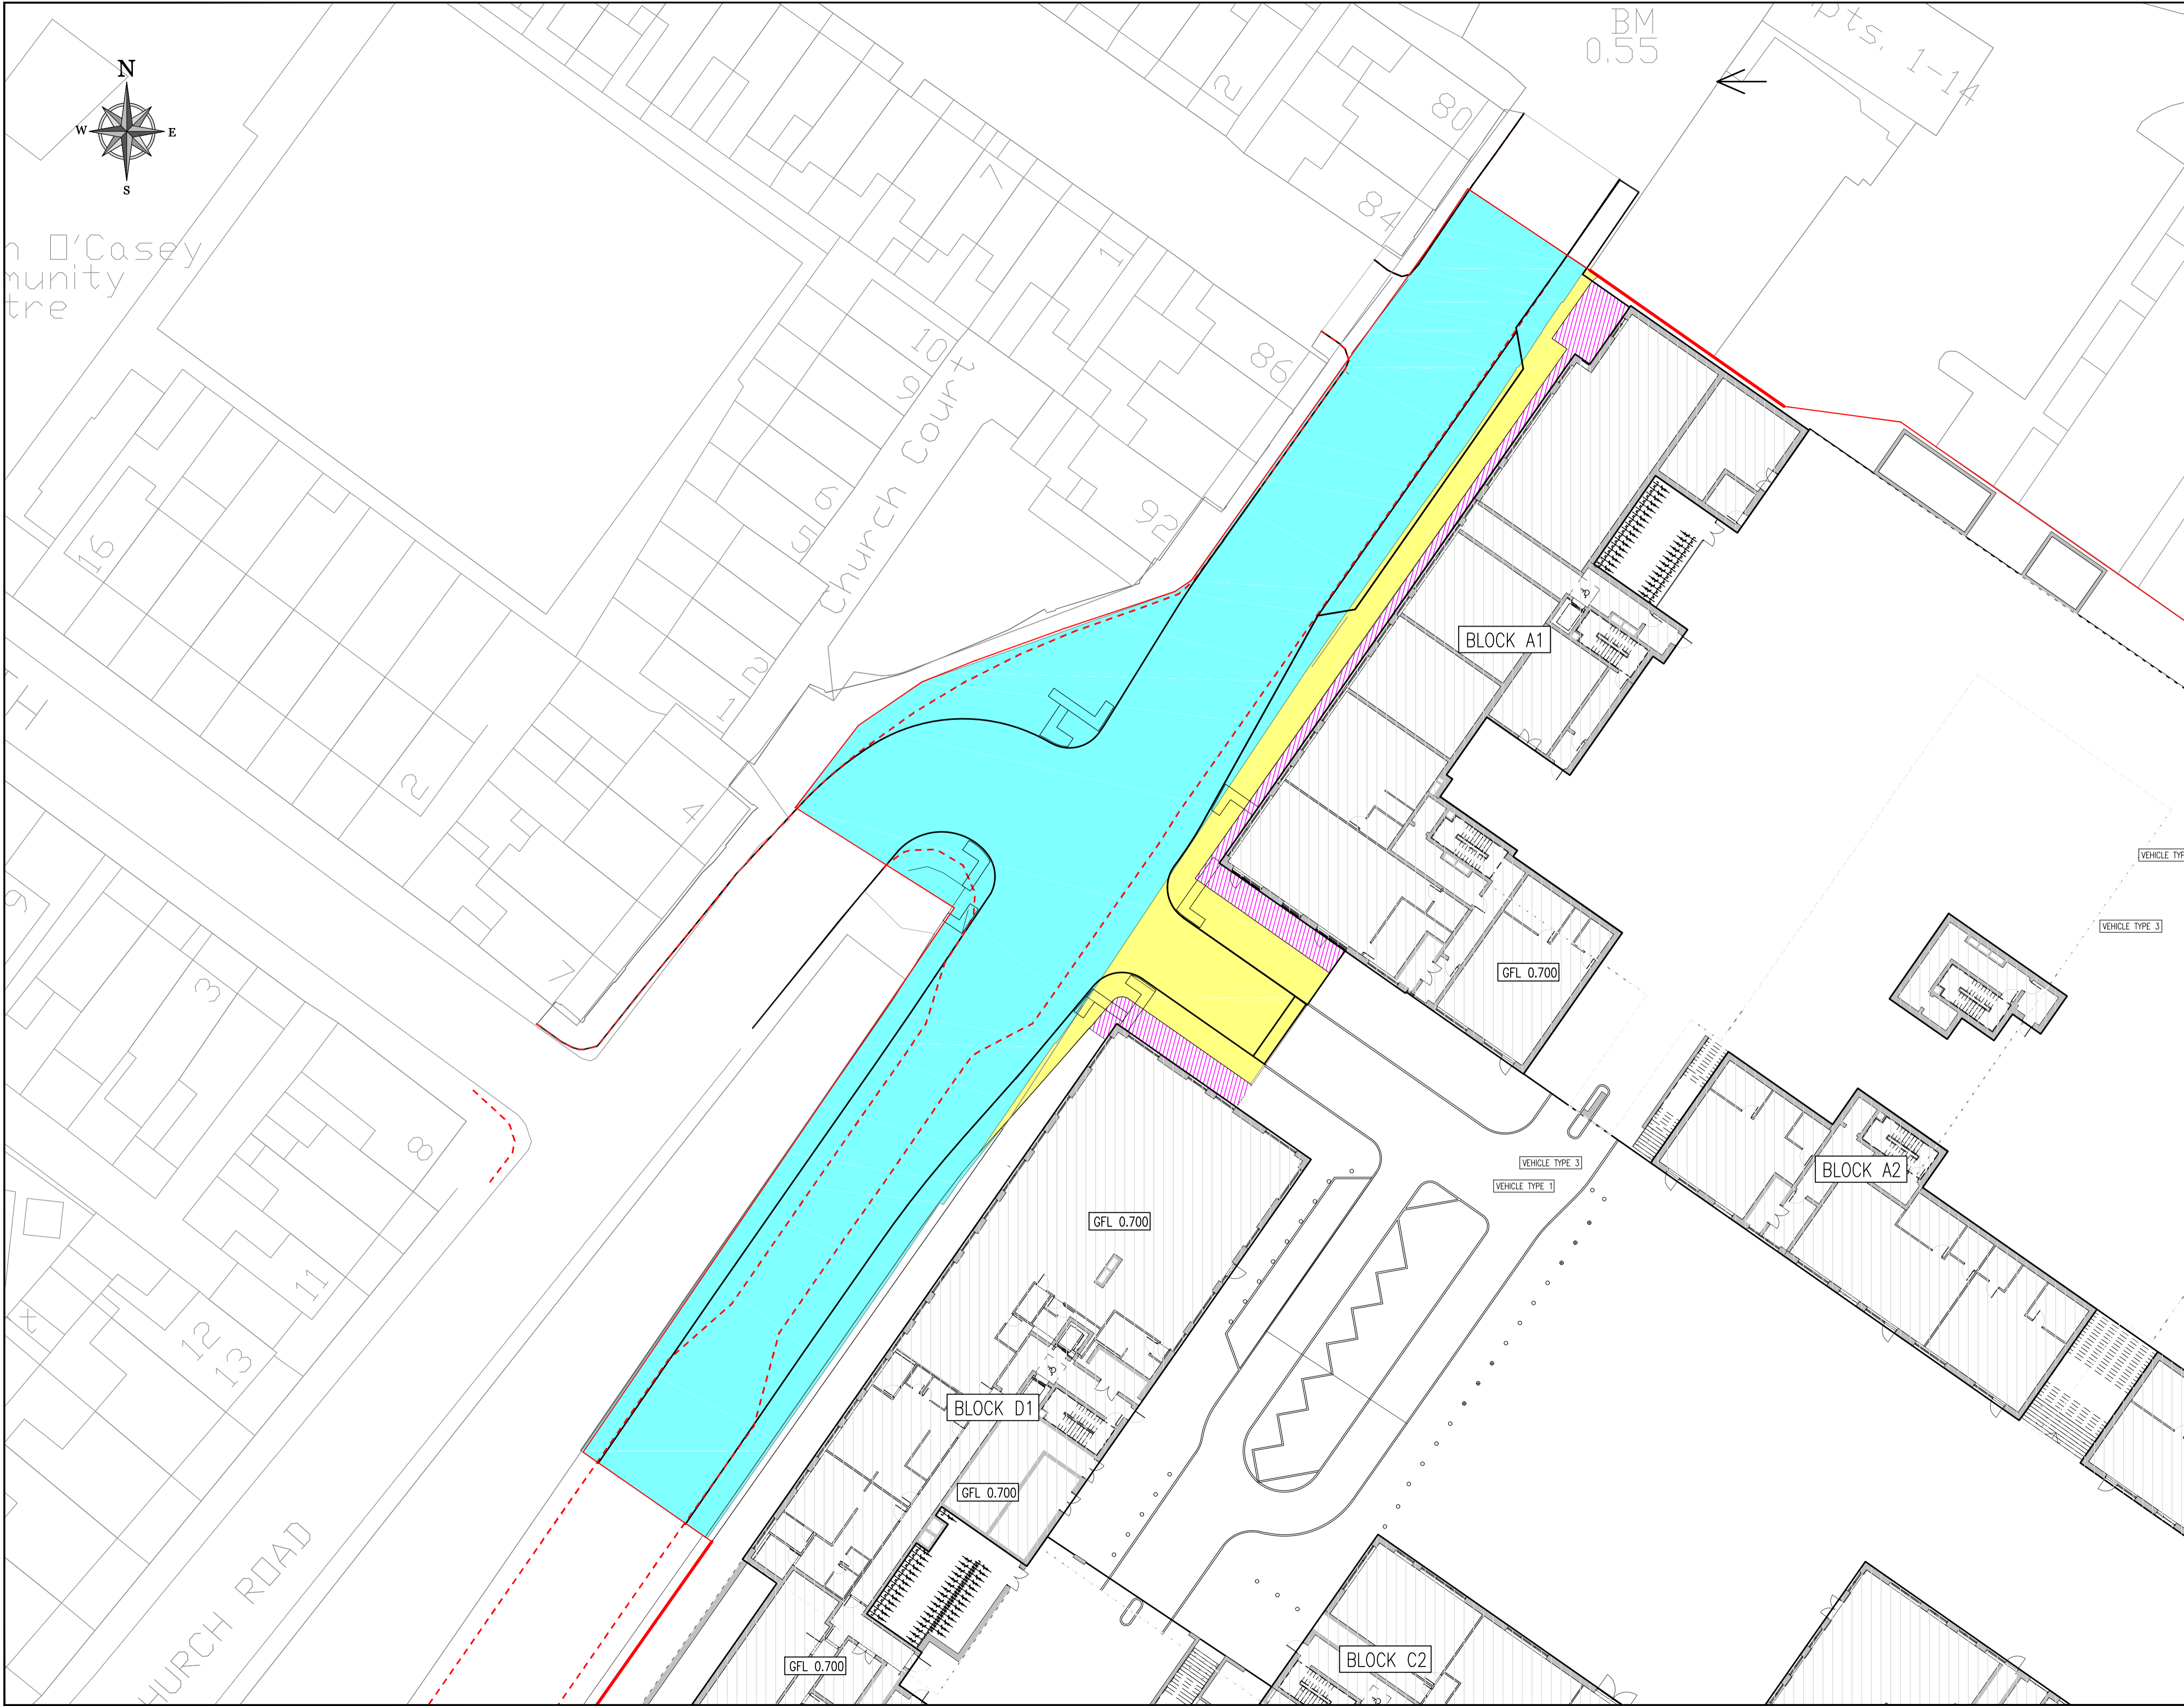 BM
0.55
pts. 1-14
N
W
E
S
2
80
84
7
1
86
92
n O'Casey
munity
tre
10
9
6
5
2
1
Church Court
16
2
4
7
3
8
11
12
13
9
t
BLOCK A1
GFL 0.700
VEHICLE TYP
VEHICLE TYPE 3
BLOCK A2
VEHICLE TYPE 3
VEHICLE TYPE 1
GFL 0.700
BLOCK D1
GFL 0.700
GFL 0.700
BLOCK C2
HURCH ROAD